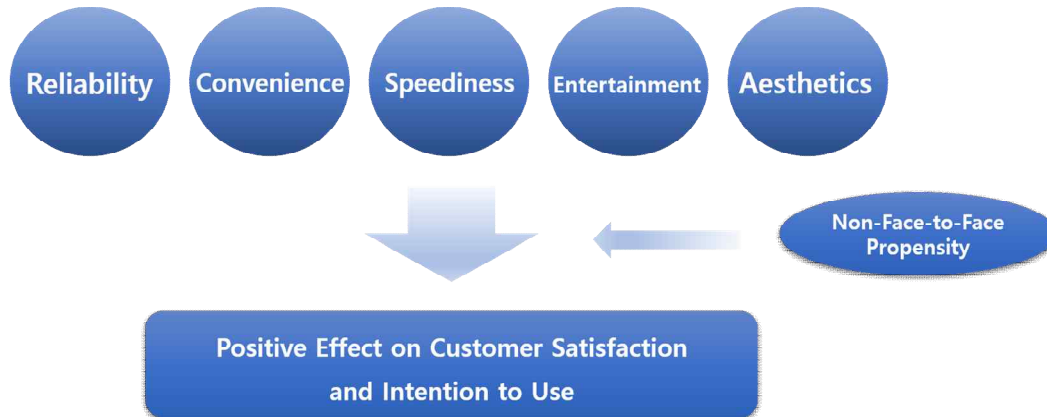 Reliability
Convenience
Speediness
Entertainment
Aesthetics
Non-Face-to-Face
Propensity
Positive Effect on Customer Satisfaction
and Intention to Use